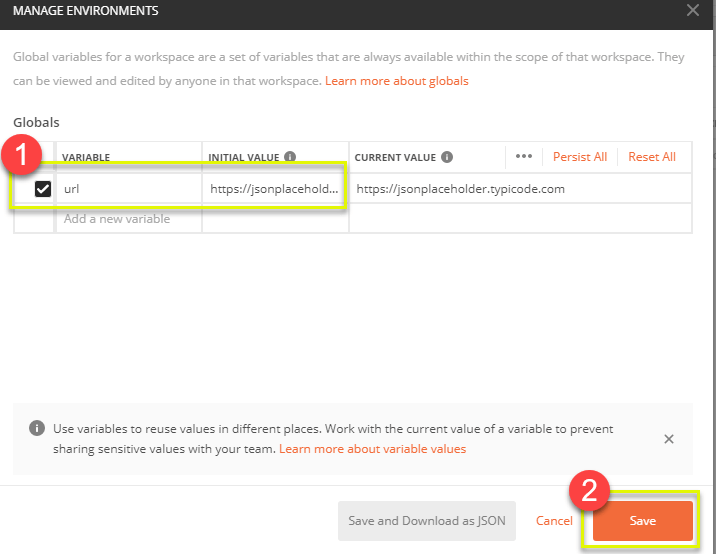 MANAGE ENVIRONMENTS
Global variables for a workspace are a set of variables that are always available within the scope of that workspace. They
can be viewed and edited by anyone in that workspace. Learn more about globals
Globals
1
VARIABLE INITIAL VALUE CURRENT VALUE ••• Persist All Reset All
url https://jsonplacehold... https://jsonplaceholder.typicode.com
Add a new variable
Use variables to reuse values in different places. Work with the current value of a variable to prevent
sharing sensitive values with your team. Learn more about variable values
2
Save and Download as JSON Cancel Save